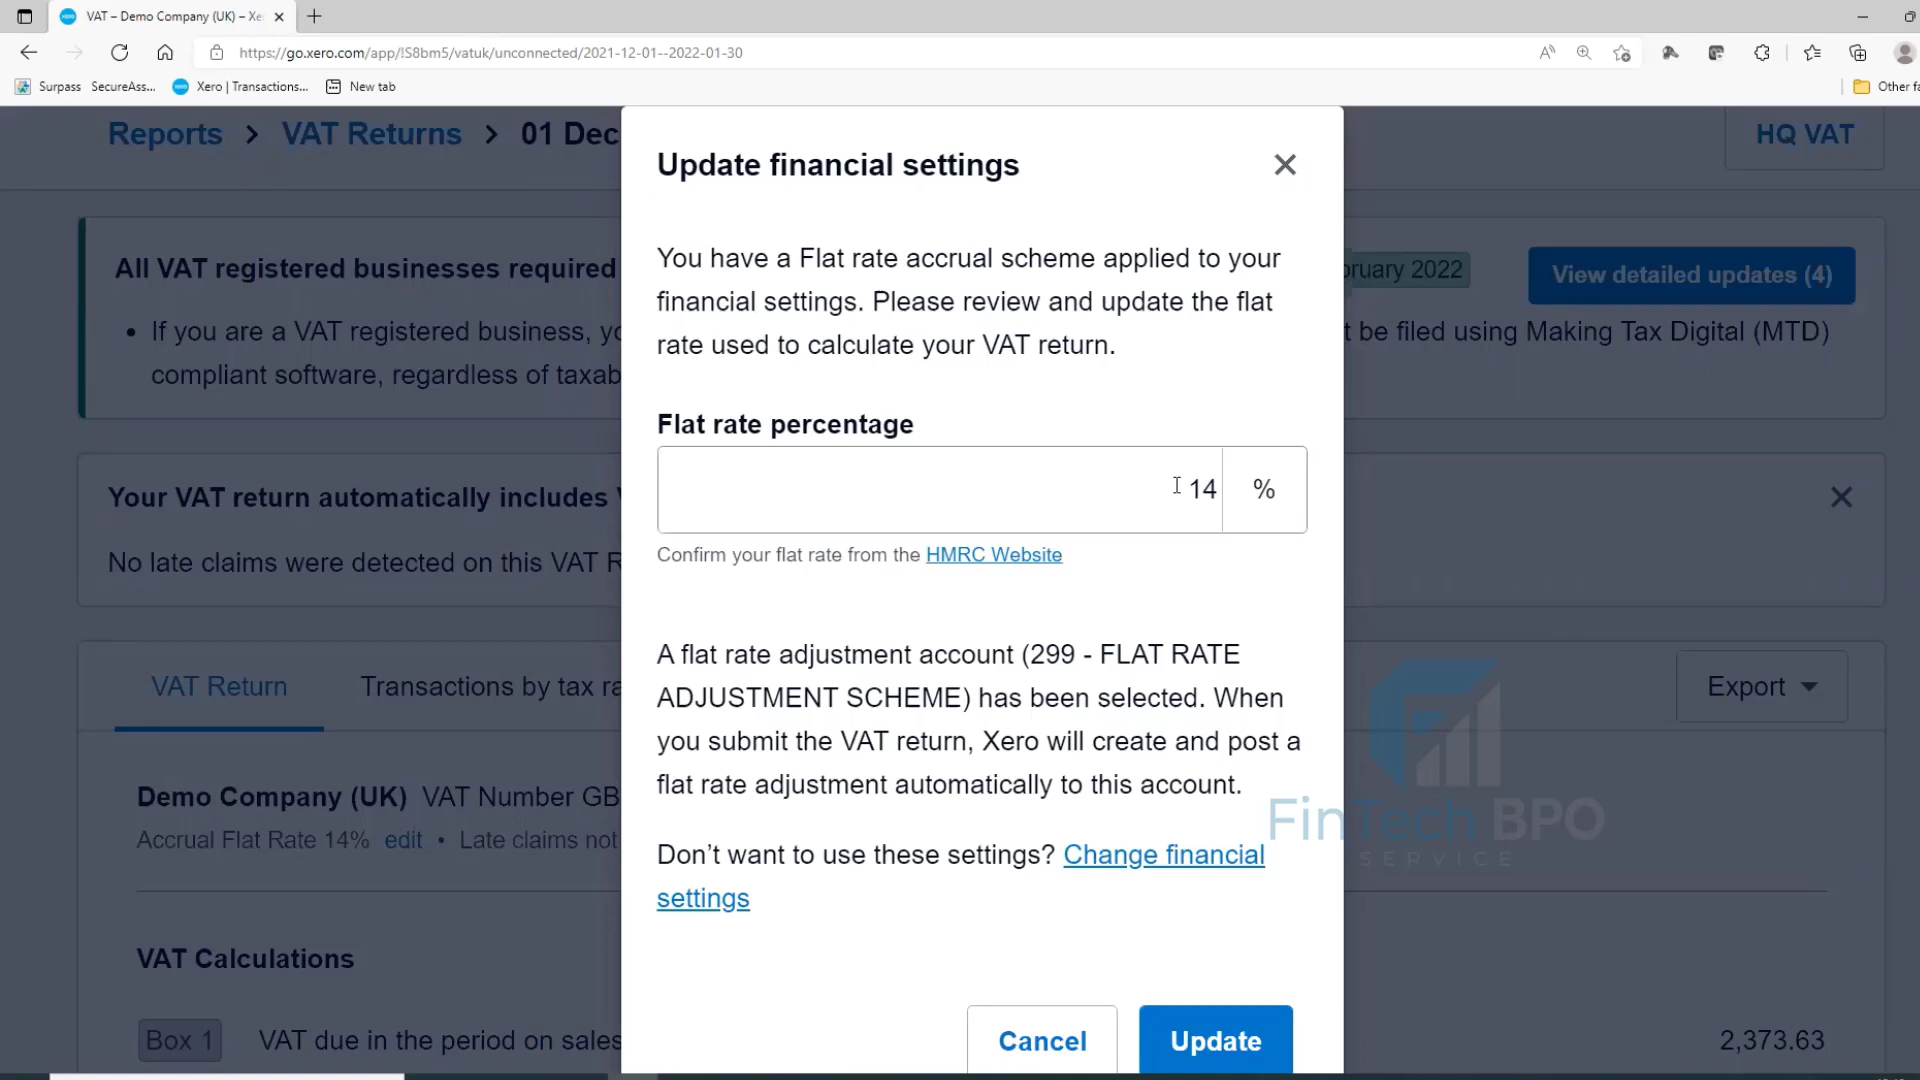 VAT – Demo Company (UK) – Xe
https://go.xero.com/app/!S8bm5/vatuk/unconnected/2021-12-01--2022-01-30
Surpass SecureAss... Xero | Transactions... New tab Other fa
Reports > VAT Returns > 01 Dec
HQ VAT
Update financial settings
You have a Flat rate accrual scheme applied to your
financial settings. Please review and update the flat
rate used to calculate your VAT return.
Flat rate percentage
14 %
Confirm your flat rate from the HMRC Website
A flat rate adjustment account (299 - FLAT RATE
ADJUSTMENT SCHEME) has been selected. When
you submit the VAT return, Xero will create and post a
flat rate adjustment automatically to this account.
Don’t want to use these settings? Change financial
settings
Cancel Update
All VAT registered businesses required
bruary 2022
View detailed updates (4)
• If you are a VAT registered business, yo
t be filed using Making Tax Digital (MTD)
compliant software, regardless of taxab
Your VAT return automatically includes
No late claims were detected on this VAT R
VAT Return Transactions by tax ra
Export
Demo Company (UK) VAT Number GB
Accrual Flat Rate 14% edit • Late claims not
VAT Calculations
Box 1 VAT due in the period on sales 2,373.63
FinTech BPO
SERVICE